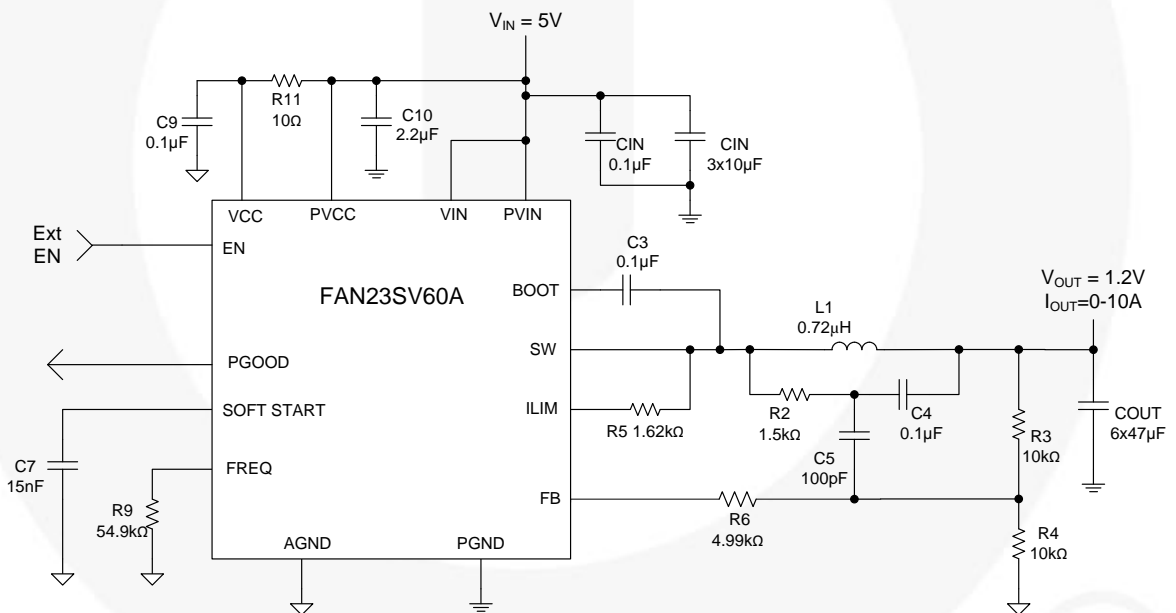 V_IN = 5V
R11
10Ω
C9
0.1µF
C10
2.2µF
CIN
0.1µF
CIN
3x10µF
VCC
PVCC
VIN
PVIN
Ext
EN
EN
FAN23SV60A
BOOT
C3
0.1µF
V_OUT = 1.2V
I_OUT=0-10A
L1
0.72µH
SW
PGOOD
SOFT START
ILIM
R5 1.62kΩ
R2
1.5kΩ
C4
0.1µF
C5
100pF
R3
10kΩ
COUT
6x47µF
C7
15nF
FREQ
R9
54.9kΩ
FB
R6
4.99kΩ
R4
10kΩ
AGND
PGND